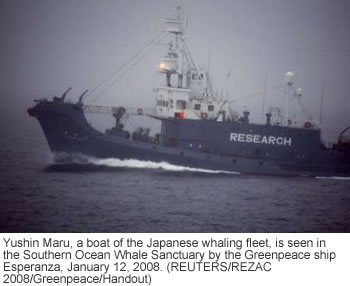 RESEARCH
Yushin Maru, a boat of the Japanese whaling fleet, is seen in
the Southern Ocean Whale Sanctuary by the Greenpeace ship
Esperanza, January 12, 2008. (REUTERS/REZAC
2008/Greenpeace/Handout)